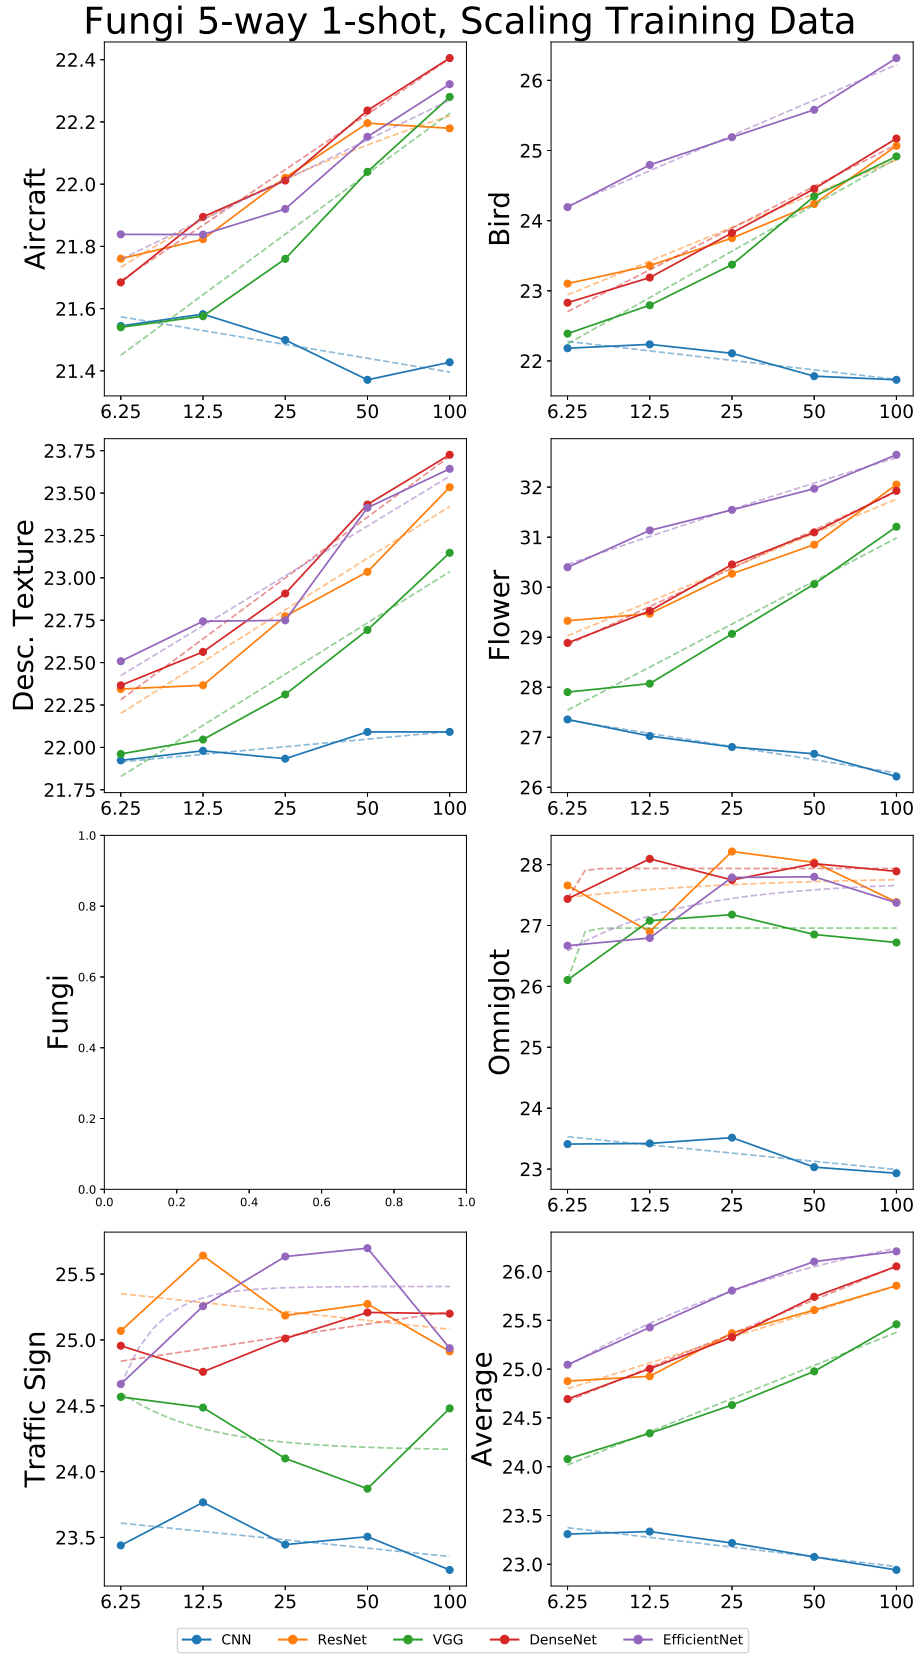 Fungi 5-way 1-shot, Scaling Training Data
Aircraft
22.4
22.2
22.0
21.8
21.6
21.4
6.25 12.5 25 50 100
Bird
26
25
24
23
22
6.25 12.5 25 50 100
Desc. Texture
23.75
23.50
23.25
23.00
22.75
22.50
22.25
22.00
21.75
6.25 12.5 25 50 100
Flower
32
31
30
29
28
27
26
6.25 12.5 25 50 100
Fungi
1.0
0.8
0.6
0.4
0.2
0.0
0.0 0.2 0.4 0.6 0.8 1.0
Omniglot
28
27
26
25
24
23
6.25 12.5 25 50 100
Traffic Sign
25.5
25.0
24.5
24.0
23.5
6.25 12.5 25 50 100
Average
26.0
25.5
25.0
24.5
24.0
23.5
23.0
6.25 12.5 25 50 100
CNN ResNet VGG DenseNet EfficientNet